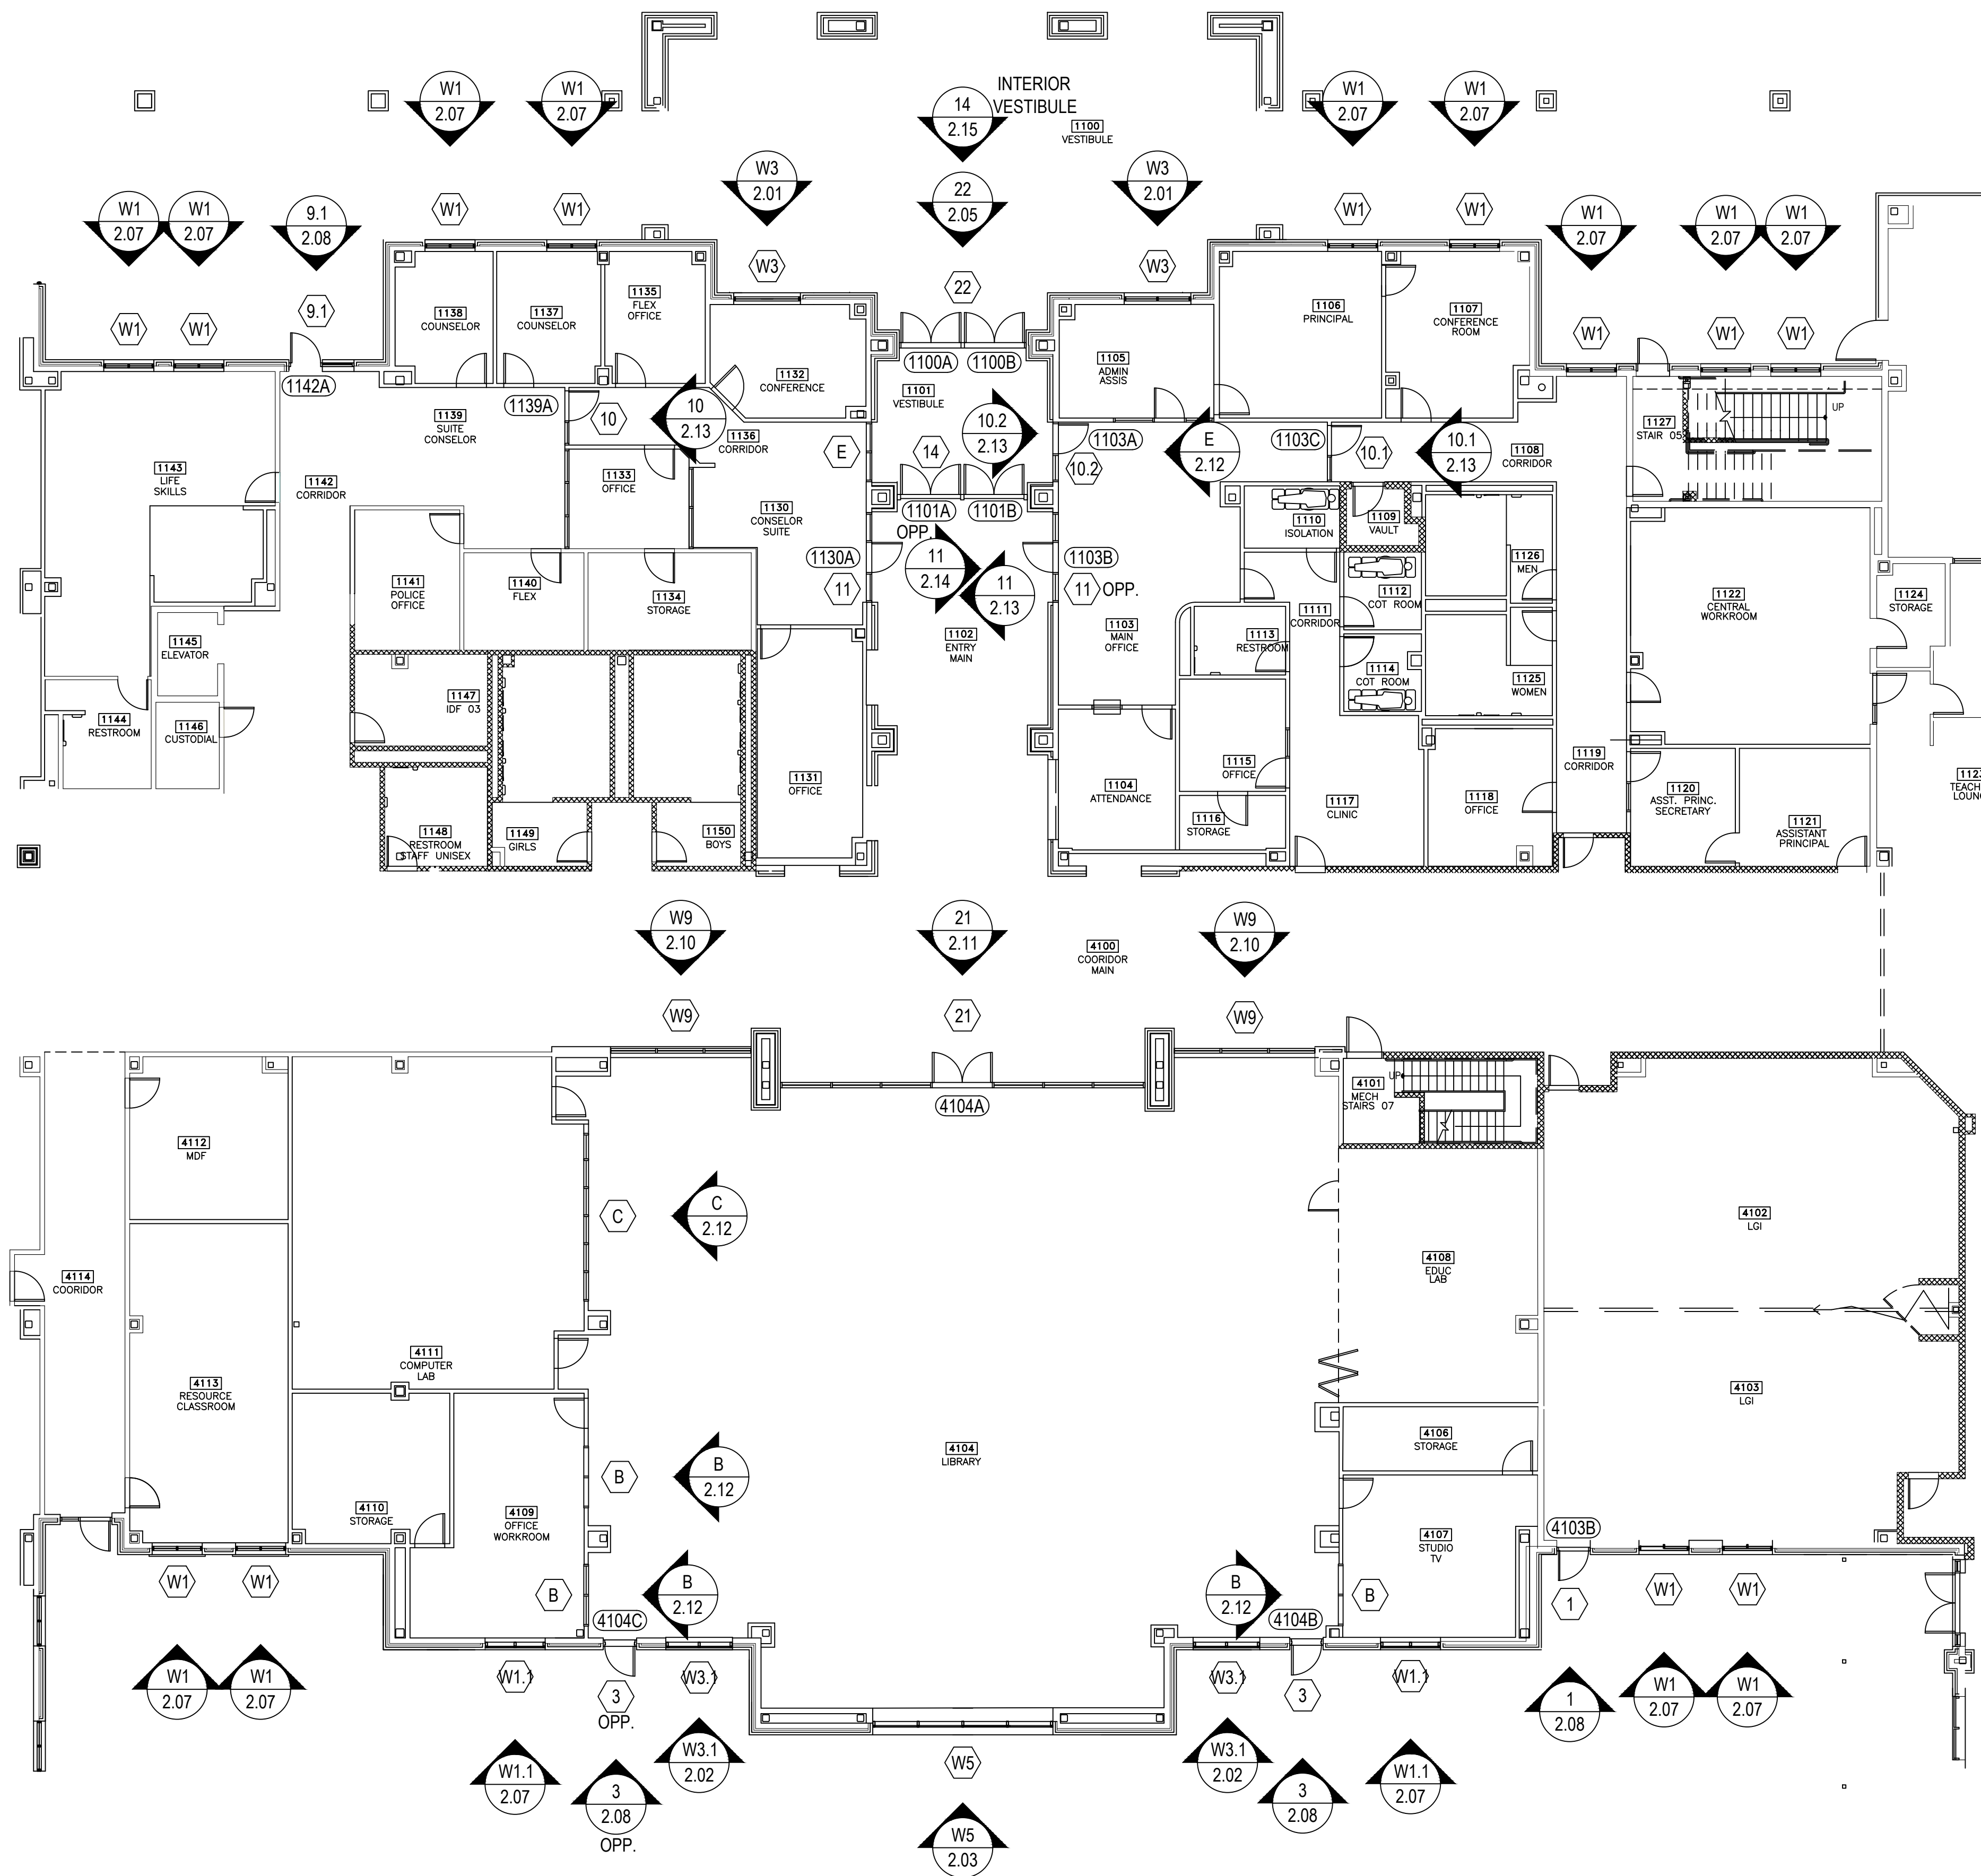 INTERIOR
VESTIBULE
W1
2.07
W1
2.07
14
2.15
W1
2.07
W1
2.07
1100
VESTIBULE
W3
2.01
22
2.05
W3
2.01
W1
2.07
W1
2.07
9.1
2.08
W1
W1
W1
W1
W1
2.07
W1
2.07
W1
2.07
W3
W3
22
W1
W1
9.1
W1
W1
W1
1138
COUNSELOR
1137
COUNSELOR
1135
FLEX
OFFICE
1132
CONFERENCE
1100A
1100B
1101
VESTIBULE
1105
ADMIN
ASSIS
1106
PRINCIPAL
1107
CONFERENCE
ROOM
1142A
1139A
1139
SUITE
CONSELOR
10
10
2.13
1136
CORRIDOR
E
14
10.2
2.13
1103A
10.2
E
2.12
1103C
10.1
10.1
2.13
1108
CORRIDOR
1127
STAIR 05
UP
1143
LIFE
SKILLS
1142
CORRIDOR
1133
OFFICE
1130
CONSELOR
SUITE
1101A
1101B
OPP.
1110
ISOLATION
1109
VAULT
1126
MEN
1141
POLICE
OFFICE
1140
FLEX
1134
STORAGE
1130A
11
11
2.14
11
2.13
1103B
11
OPP.
1112
COT ROOM
1111
CORRIDOR
1122
CENTRAL
WORKROOM
1124
STORAGE
1145
ELEVATOR
1102
ENTRY
MAIN
1103
MAIN
OFFICE
1113
RESTROOM
1114
COT ROOM
1125
WOMEN
1144
RESTROOM
1146
CUSTODIAL
1147
IDF 03
1131
OFFICE
1104
ATTENDANCE
1115
OFFICE
1116
STORAGE
1117
CLINIC
1118
OFFICE
1119
CORRIDOR
1120
ASST. PRINC.
SECRETARY
1121
ASSISTANT
PRINCIPAL
1123
TEACH
LOUN
1148
RESTROOM
STAFF UNISEX
1149
GIRLS
1150
BOYS
W9
2.10
21
2.11
W9
2.10
4100
COORIDOR
MAIN
W9
21
W9
4104A
4101
MECH
STAIRS 07
UP
4112
MDF
C
C
2.12
4102
LGI
4114
COORIDOR
4108
EDUC
LAB
4111
COMPUTER
LAB
4113
RESOURCE
CLASSROOM
4103
LGI
4104
LIBRARY
4106
STORAGE
B
B
2.12
4110
STORAGE
4109
OFFICE
WORKROOM
4107
STUDIO
TV
4103B
W1
W1
B
4104C
B
2.12
B
2.12
4104B
B
1
W1
W1
W1
2.07
W1
2.07
W1.1
3
OPP.
W3.1
W3.1
3
W1.1
1
2.08
W1
2.07
W1
2.07
W1.1
2.07
3
2.08
OPP.
W3.1
2.02
W5
W3.1
2.02
3
2.08
W1.1
2.07
W5
2.03